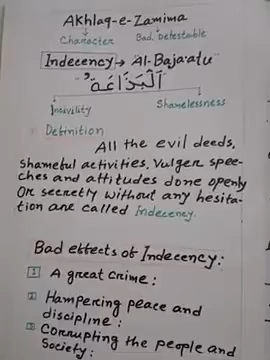 Akhlaq-e-Zamima
Character Bad. Detestable
Indecency → "Al-Bajaatu"
اَلْبَذَاعَة
Incivility Shamelessness
Definition
All the evil deeds,
Shameful activities, Vulger spee-
ches and attitudes done openly
Or secretly without any hesita-
tion are called Indecency.
Bad effects of Indecency:
1 A great crime:
2 Hampering peace and
discipline:
3 Corrupting the people and
Society: